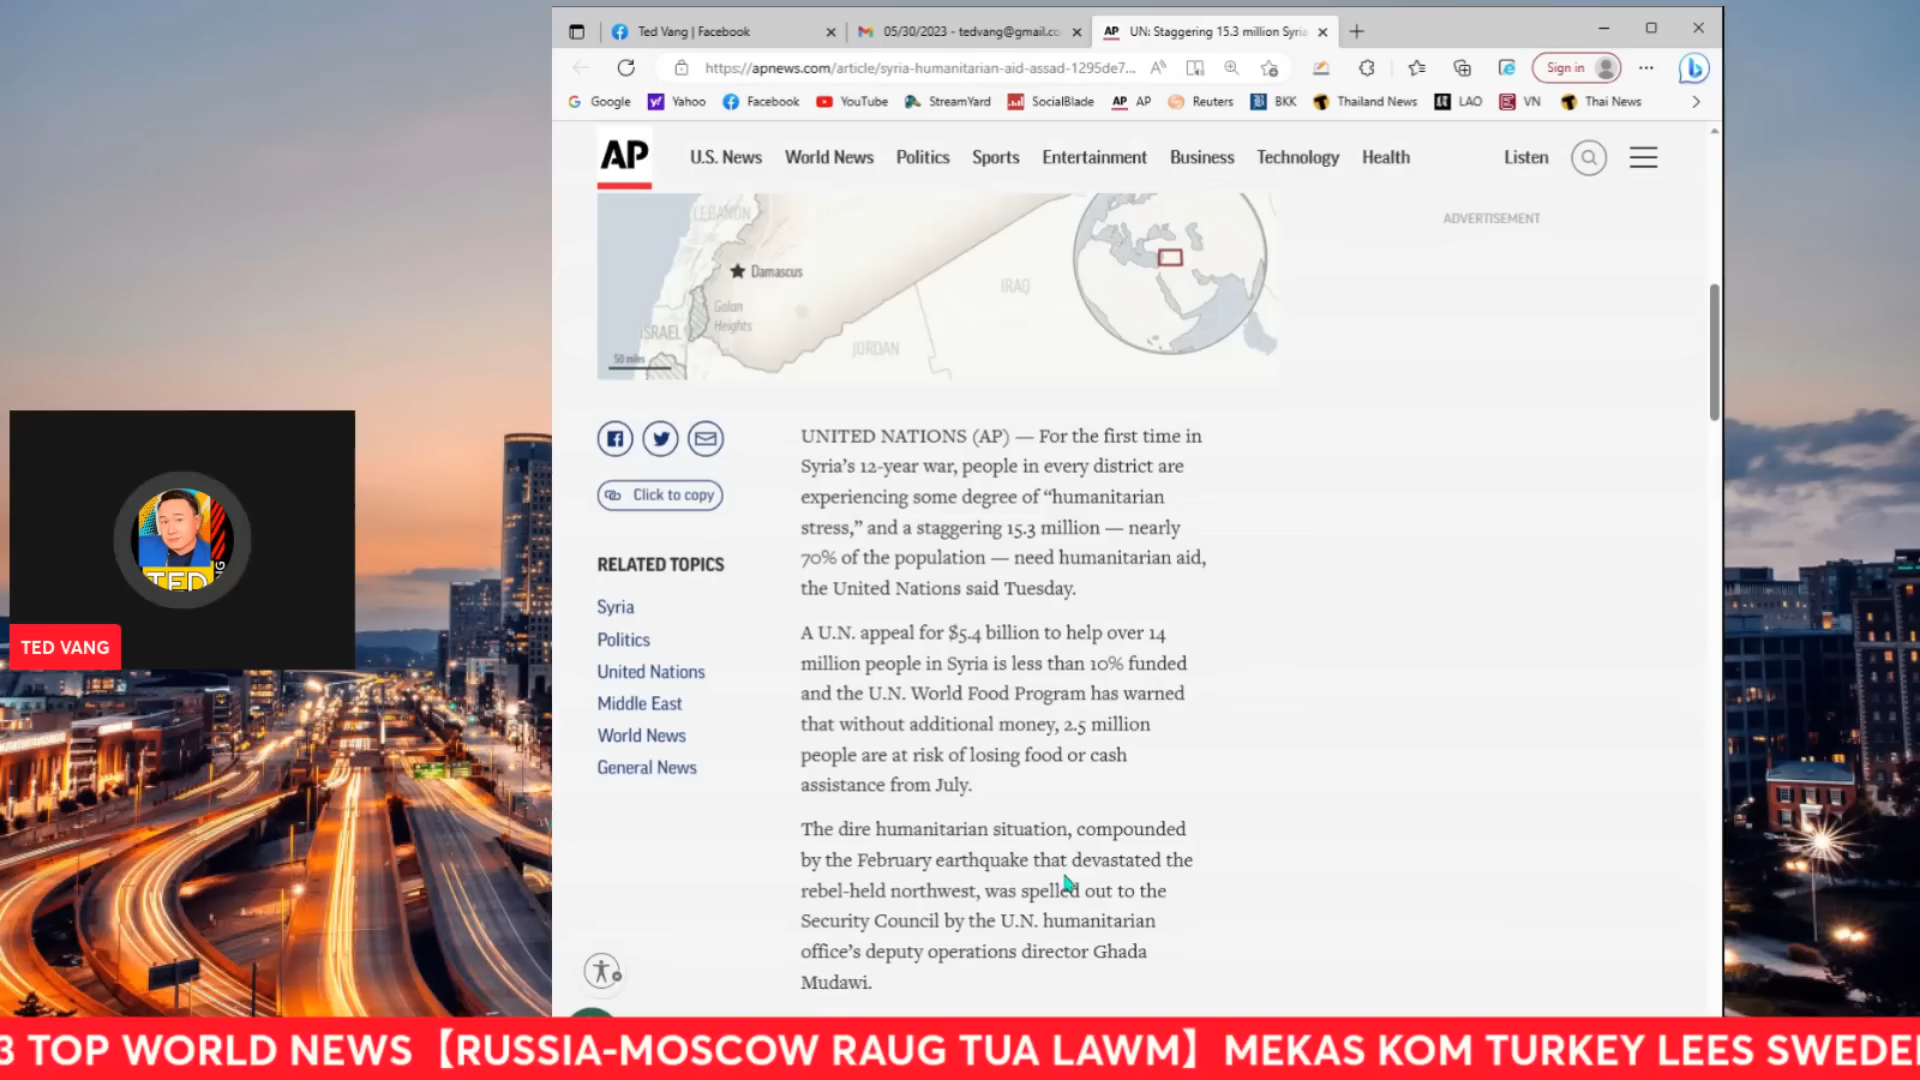 Ted Vang | Facebook
05/30/2023 - tedvang@gmail.co
AP UN: Staggering 15.3 million Syria
https://apnews.com/article/syria-humanitarian-aid-assad-1295de7...
Sign in
Google Yahoo Facebook YouTube StreamYard SocialBlade AP AP Reuters BKK Thailand News LAO VN Thai News
AP
U.S. News World News Politics Sports Entertainment Business Technology Health Listen
ADVERTISEMENT
LEBANON
Damascus
Golan
Heights
ISRAEL
IRAQ
JORDAN
50 miles
Click to copy
RELATED TOPICS
Syria
Politics
United Nations
Middle East
World News
General News
UNITED NATIONS (AP) — For the first time in
Syria’s 12-year war, people in every district are
experiencing some degree of “humanitarian
stress,” and a staggering 15.3 million — nearly
70% of the population — need humanitarian aid,
the United Nations said Tuesday.
A U.N. appeal for $5.4 billion to help over 14
million people in Syria is less than 10% funded
and the U.N. World Food Program has warned
that without additional money, 2.5 million
people are at risk of losing food or cash
assistance from July.
The dire humanitarian situation, compounded
by the February earthquake that devastated the
rebel-held northwest, was spelled out to the
Security Council by the U.N. humanitarian
office’s deputy operations director Ghada
Mudawi.
TED
TED VANG
3 TOP WORLD NEWS【RUSSIA-MOSCOW RAUG TUA LAWM】MEKAS KOM TURKEY LEES SWEDE